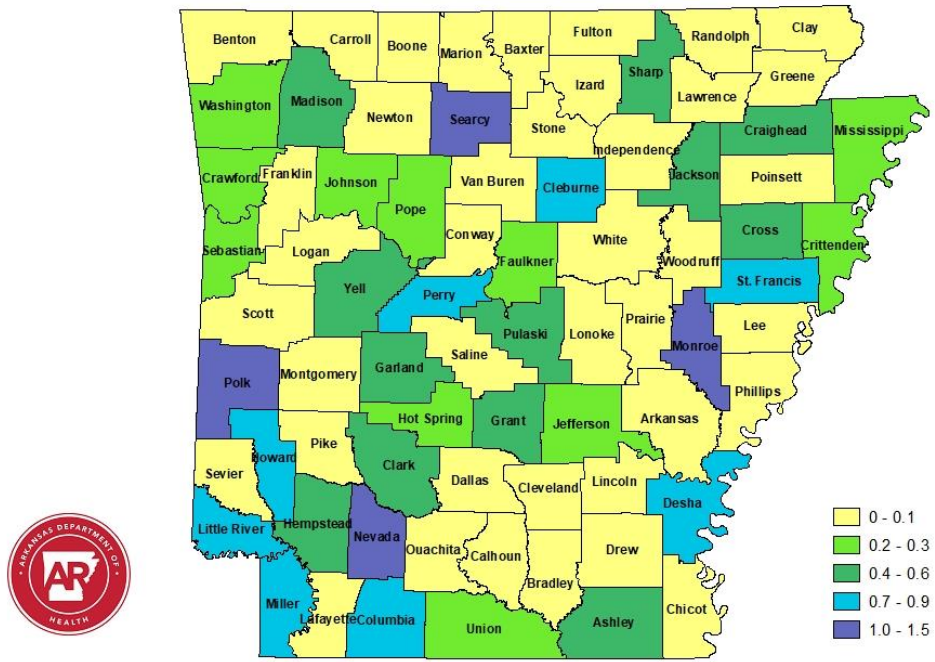 Benton
Carroll
Boone
Marion
Baxter
Fulton
Randolph
Clay
Washington
Madison
Newton
Searcy
Stone
Izard
Sharp
Lawrence
Greene
Independence
Craighead
Mississippi
Crawford
Franklin
Johnson
Pope
Van Buren
Cleburne
Jackson
Poinsett
Sebastian
Logan
Conway
Faulkner
White
Woodruff
Cross
Crittenden
Scott
Yell
Perry
Pulaski
Lonoke
Prairie
St. Francis
Lee
Monroe
Phillips
Polk
Montgomery
Garland
Saline
Hot Spring
Grant
Jefferson
Arkansas
Sevier
Howard
Pike
Clark
Dallas
Cleveland
Lincoln
Desha
Little River
Hempstead
Nevada
Ouachita
Calhoun
Bradley
Drew
Chicot
Miller
Lafayette
Columbia
Union
Ashley
ARKANSAS DEPARTMENT OF
AR
HEALTH
0 - 0.1
0.2 - 0.3
0.4 - 0.6
0.7 - 0.9
1.0 - 1.5